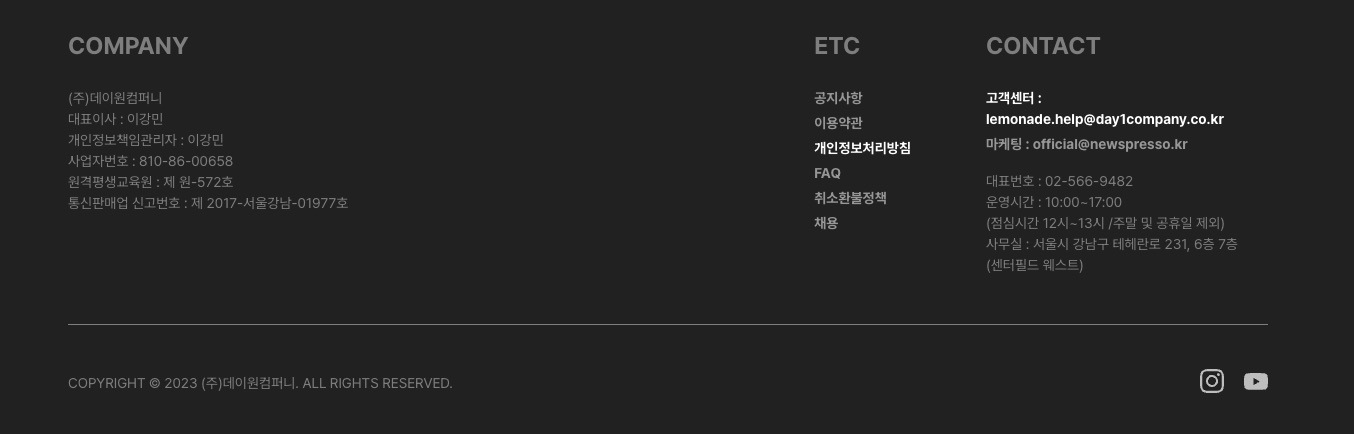 COMPANY
(주)데이원컴퍼니
대표이사 : 이강민
개인정보책임관리자 : 이강민
사업자번호 : 810-86-00658
원격평생교육원 : 제 원-572호
통신판매업 신고번호 : 제 2017-서울강남-01977호
ETC
공지사항
이용약관
개인정보처리방침
FAQ
취소환불정책
채용
CONTACT
고객센터 :
lemonade.help@day1company.co.kr
마케팅 : official@newspresso.kr
대표번호 : 02-566-9482
운영시간 : 10:00~17:00
(점심시간 12시~13시 /주말 및 공휴일 제외)
사무실 : 서울시 강남구 테헤란로 231, 6층 7층
(센터필드 웨스트)
COPYRIGHT © 2023 (주)데이원컴퍼니. ALL RIGHTS RESERVED.